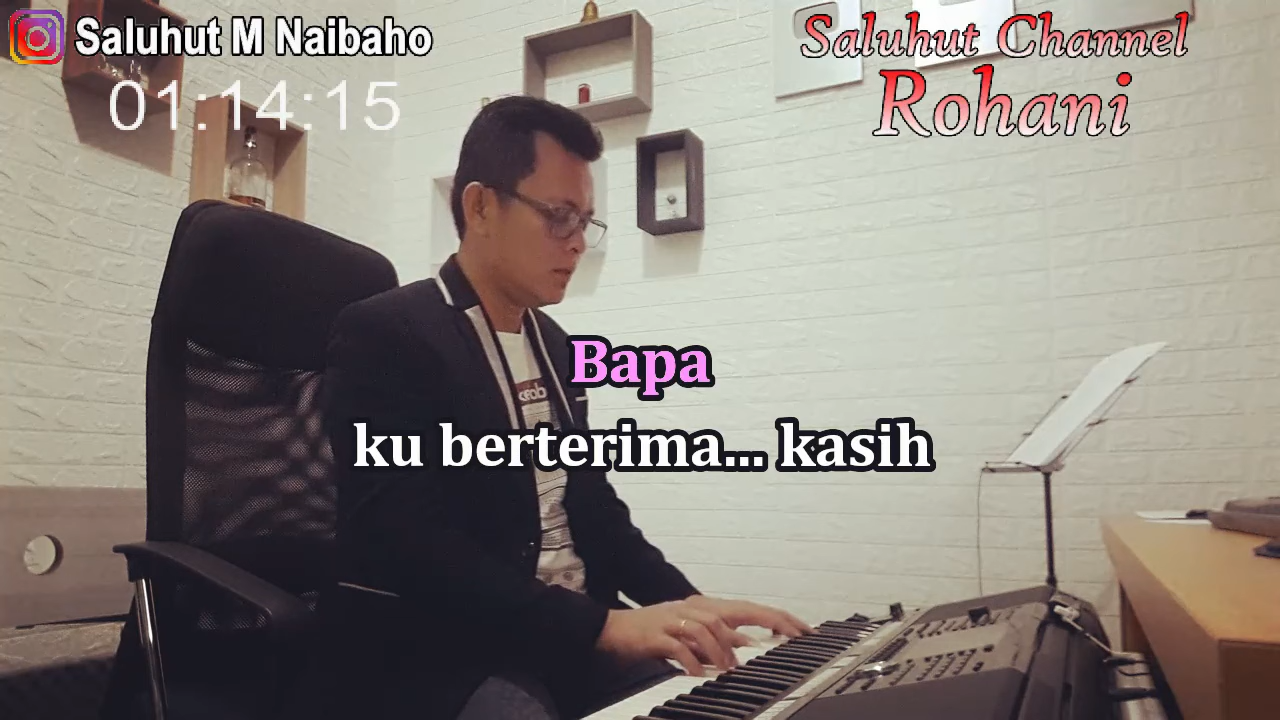 Saluhut M Naibaho
01:14:15
Saluhut Channel
Rohani
Bapa
ku berterima... kasih